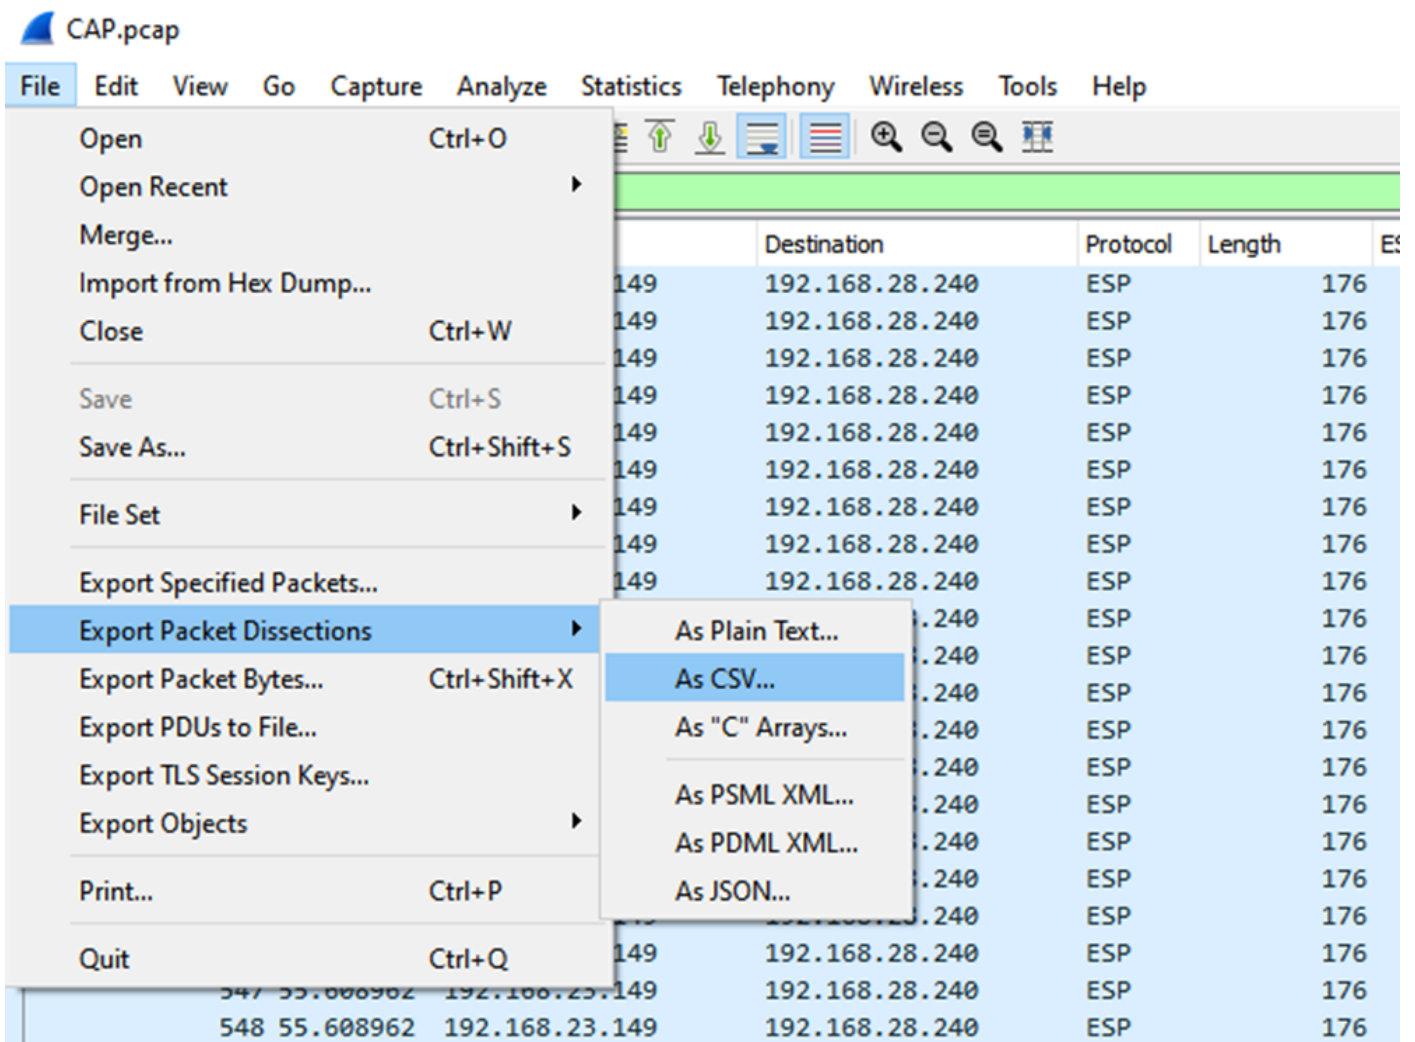 CAP.pcap
File Edit View Go Capture Analyze Statistics Telephony Wireless Tools Help
Open Ctrl+O
Open Recent
Merge...
Import from Hex Dump...
Close Ctrl+W
Save Ctrl+S
Save As... Ctrl+Shift+S
File Set
Export Specified Packets...
Export Packet Dissections
Export Packet Bytes... Ctrl+Shift+X
Export PDUs to File...
Export TLS Session Keys...
Export Objects
Print... Ctrl+P
Quit Ctrl+Q
As Plain Text...
As CSV...
As "C" Arrays...
As PSML XML...
As PDML XML...
As JSON...
Destination Protocol Length ES
149 192.168.28.240 ESP 176
149 192.168.28.240 ESP 176
149 192.168.28.240 ESP 176
149 192.168.28.240 ESP 176
149 192.168.28.240 ESP 176
149 192.168.28.240 ESP 176
149 192.168.28.240 ESP 176
149 192.168.28.240 ESP 176
149 192.168.28.240 ESP 176
.240 ESP 176
.240 ESP 176
.240 ESP 176
.240 ESP 176
.240 ESP 176
.240 ESP 176
.240 ESP 176
.240 ESP 176
.240 ESP 176
149 192.168.28.240 ESP 176
547 55.608962 192.168.23.149 192.168.28.240 ESP 176
548 55.608962 192.168.23.149 192.168.28.240 ESP 176